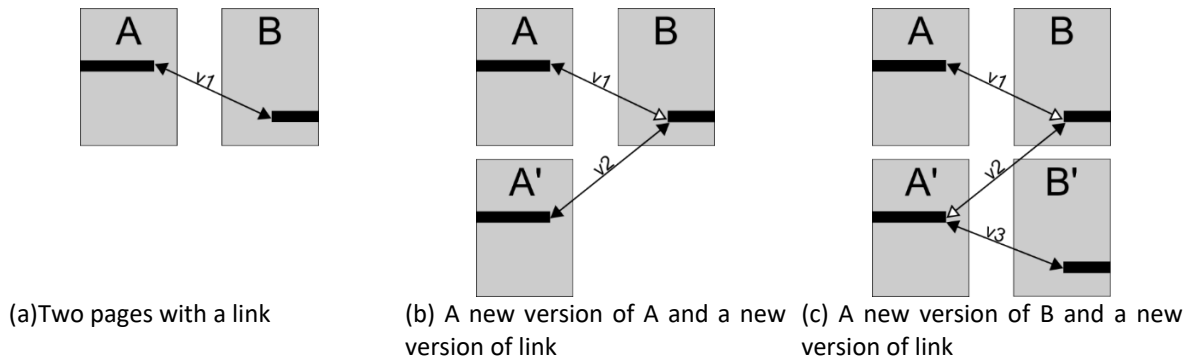 A B
v1
(a)Two pages with a link
A B
v1
v2
A'
(b) A new version of A and a new
version of link
A B
v1
v2
A' B'
v3
(c) A new version of B and a new
version of link